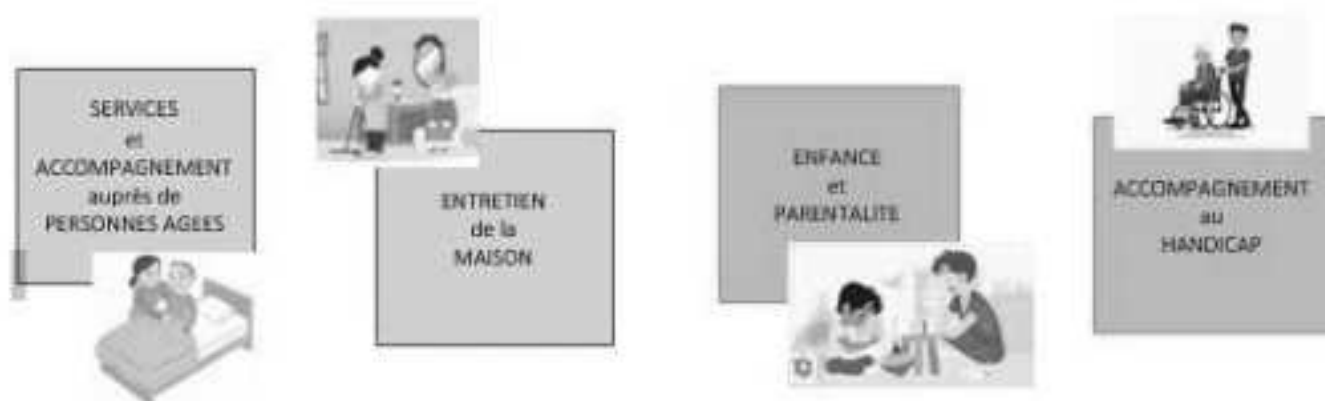 SERVICES
et
ACCOMPAGNEMENT
auprès de
PERSONNES AGEES
ENTRETIEN
de la
MAISON
ENFANCE
et
PARENTALITE
ACCOMPAGNEMENT
au
HANDICAP